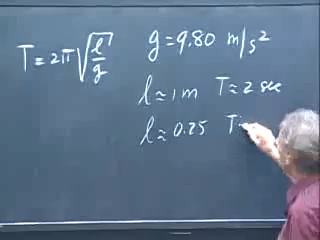 T = 2π√(l/g)
g = 9.80 m/s²
l ≈ 1 m T ≈ 2 sec
l ≈ 0.25 T ≈